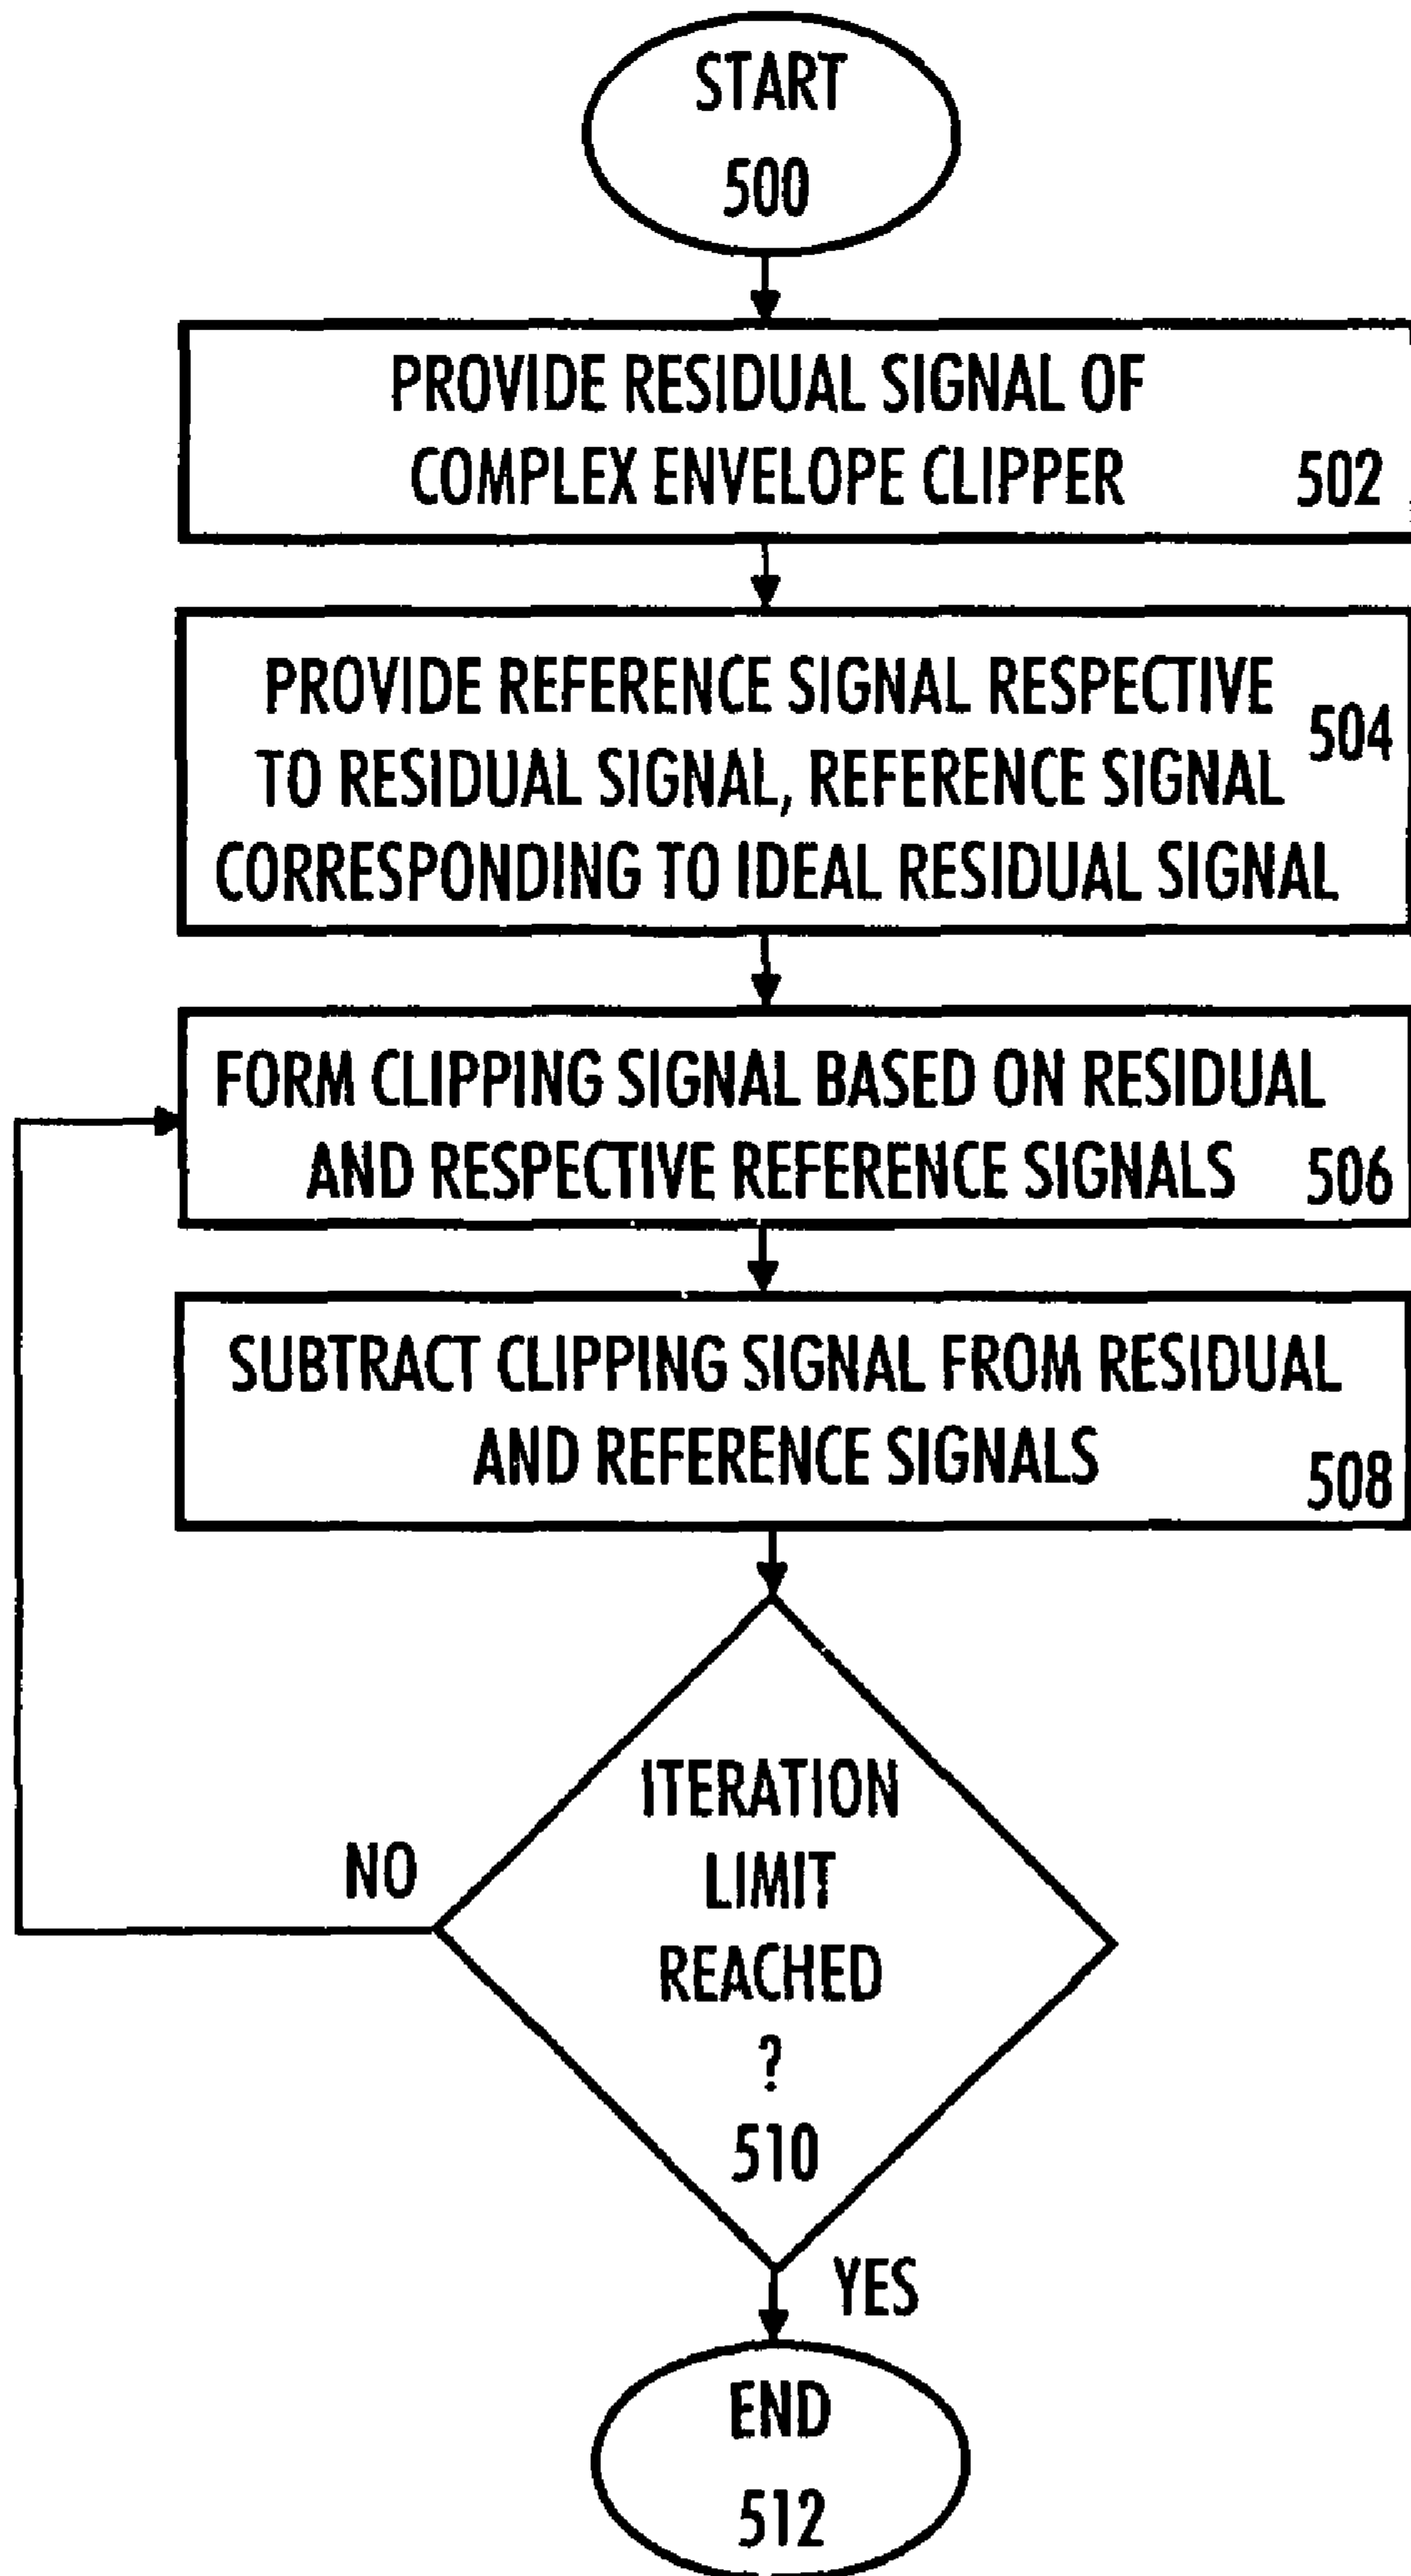 START
500
PROVIDE RESIDUAL SIGNAL OF
COMPLEX ENVELOPE CLIPPER 502
PROVIDE REFERENCE SIGNAL RESPECTIVE
504
TO RESIDUAL SIGNAL, REFERENCE SIGNAL
CORRESPONDING TO IDEAL RESIDUAL SIGNAL
FORM CLIPPING SIGNAL BASED ON RESIDUAL
AND RESPECTIVE REFERENCE SIGNALS 506
SUBTRACT CLIPPING SIGNAL FROM RESIDUAL
AND REFERENCE SIGNALS
508
ITERATION
LIMIT
REACHED
?
510
NO
YES
END
512